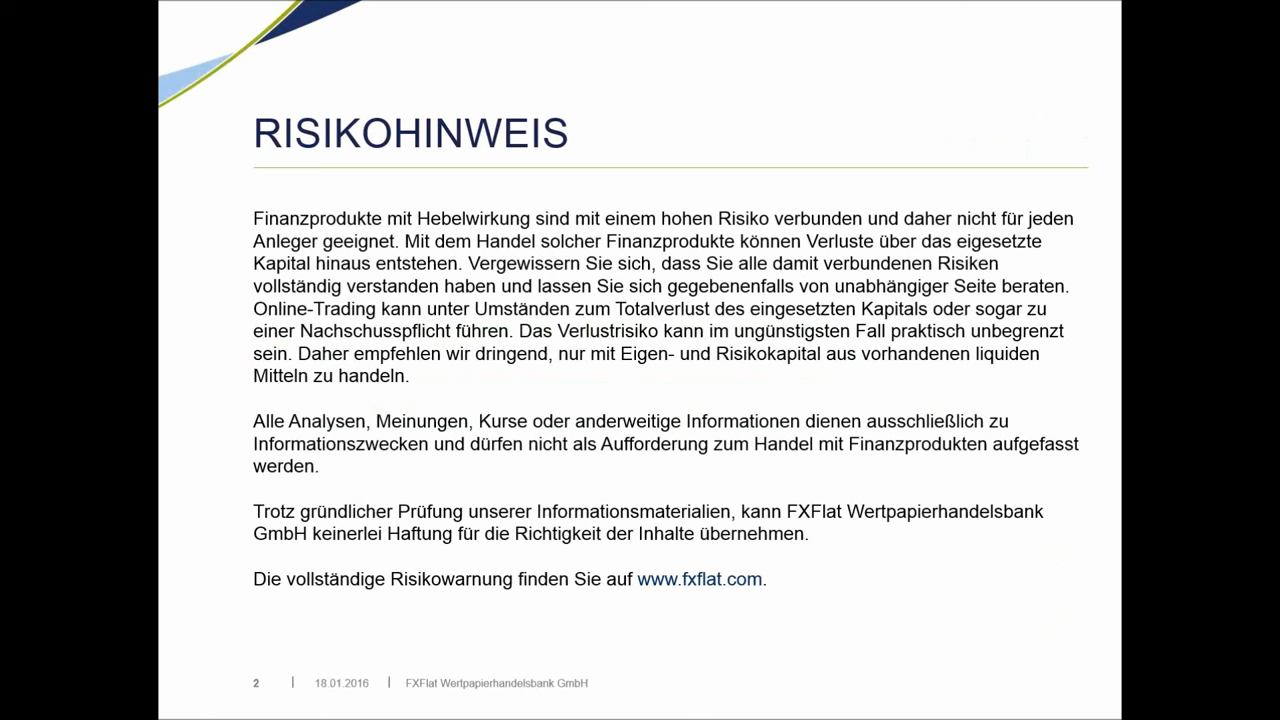 RISIKOHINWEIS
Finanzprodukte mit Hebelwirkung sind mit einem hohen Risiko verbunden und daher nicht für jeden
Anleger geeignet. Mit dem Handel solcher Finanzprodukte können Verluste über das eigesetzte
Kapital hinaus entstehen. Vergewissern Sie sich, dass Sie alle damit verbundenen Risiken
vollständig verstanden haben und lassen Sie sich gegebenenfalls von unabhängiger Seite beraten.
Online-Trading kann unter Umständen zum Totalverlust des eingesetzten Kapitals oder sogar zu
einer Nachschusspflicht führen. Das Verlustrisiko kann im ungünstigsten Fall praktisch unbegrenzt
sein. Daher empfehlen wir dringend, nur mit Eigen- und Risikokapital aus vorhandenen liquiden
Mitteln zu handeln.
Alle Analysen, Meinungen, Kurse oder anderweitige Informationen dienen ausschließlich zu
Informationszwecken und dürfen nicht als Aufforderung zum Handel mit Finanzprodukten aufgefasst
werden.
Trotz gründlicher Prüfung unserer Informationsmaterialien, kann FXFlat Wertpapierhandelsbank
GmbH keinerlei Haftung für die Richtigkeit der Inhalte übernehmen.
Die vollständige Risikowarnung finden Sie auf www.fxflat.com.
2 | 18.01.2016 | FXFlat Wertpapierhandelsbank GmbH